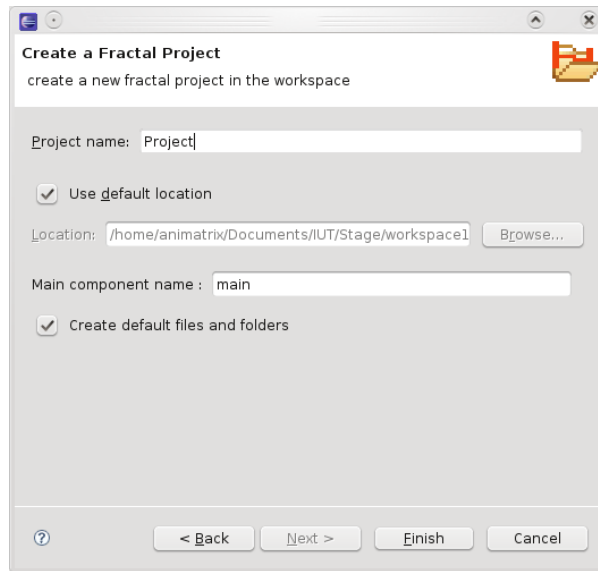 Create a Fractal Project
create a new fractal project in the workspace
Project name: Project
Use default location
Location: /home/animatrix/Documents/IUT/Stage/workspace1 Browse...
Main component name : main
Create default files and folders
? < Back Next > Finish Cancel